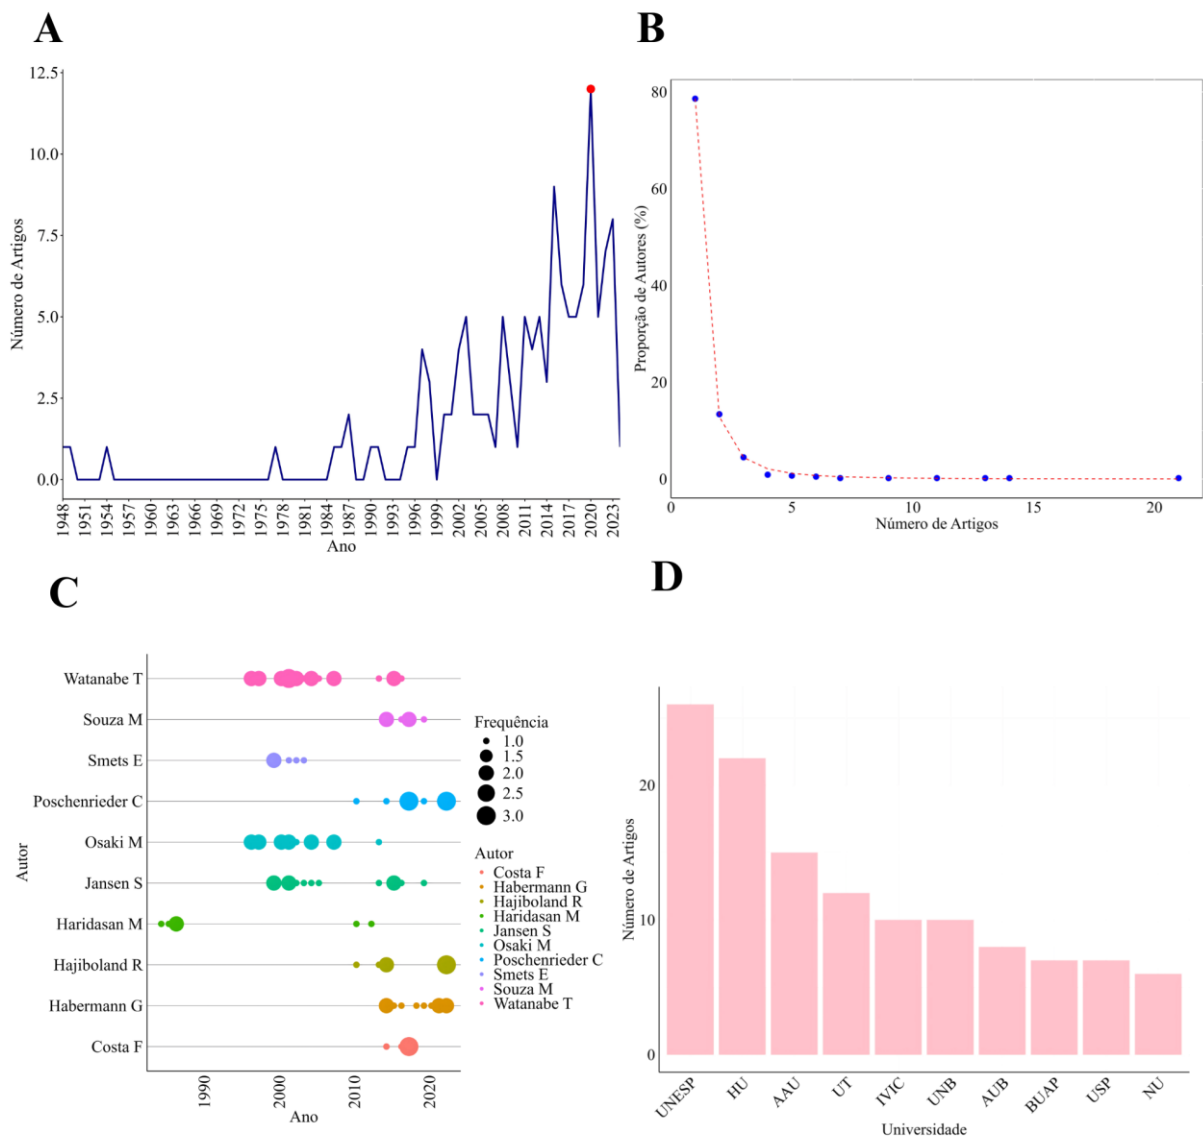 A
12.5
10.0
7.5
5.0
2.5
0.0
Número de Artigos
1948
1951
1954
1957
1960
1963
1966
1969
1972
1975
1978
1981
1984
1987
1990
1993
1996
1999
2002
2005
2008
2011
2014
2017
2020
2023
Ano
B
80
60
40
20
0
Proporção de Autores (%)
0
5
10
15
20
Número de Artigos
C
Watanabe T
Souza M
Smets E
Poschenrieder C
Osaki M
Jansen S
Haridasan M
Hajiboland R
Habermann G
Costa F
Autor
1990
2000
2010
2020
Ano
Frequência
1.0
1.5
2.0
2.5
3.0
Autor
Costa F
Habermann G
Hajiboland R
Haridasan M
Jansen S
Osaki M
Poschenrieder C
Smets E
Souza M
Watanabe T
D
20
10
0
Número de Artigos
UNESP
HU
AAU
UT
IVIC
UNB
AUB
BUAP
USP
NU
Universidade